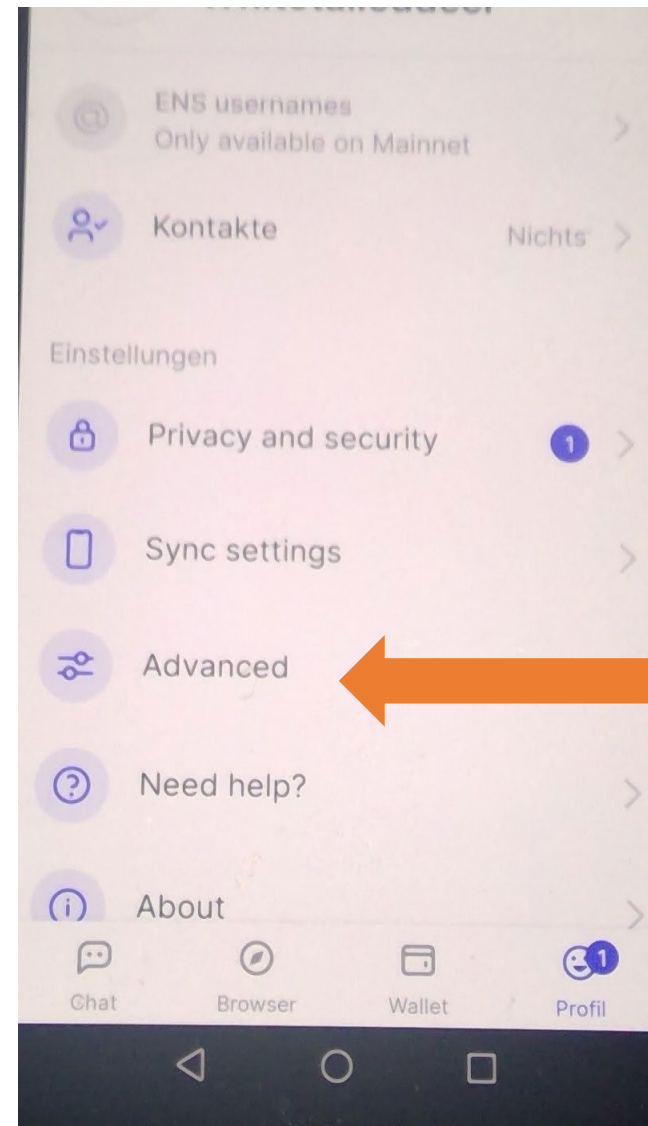 ENS usernames
Only available on Mainnet
Kontakte
Nichts
Einstellungen
Privacy and security
1
Sync settings
Advanced
Need help?
About
1
Chat
Browser
Wallet
Profil